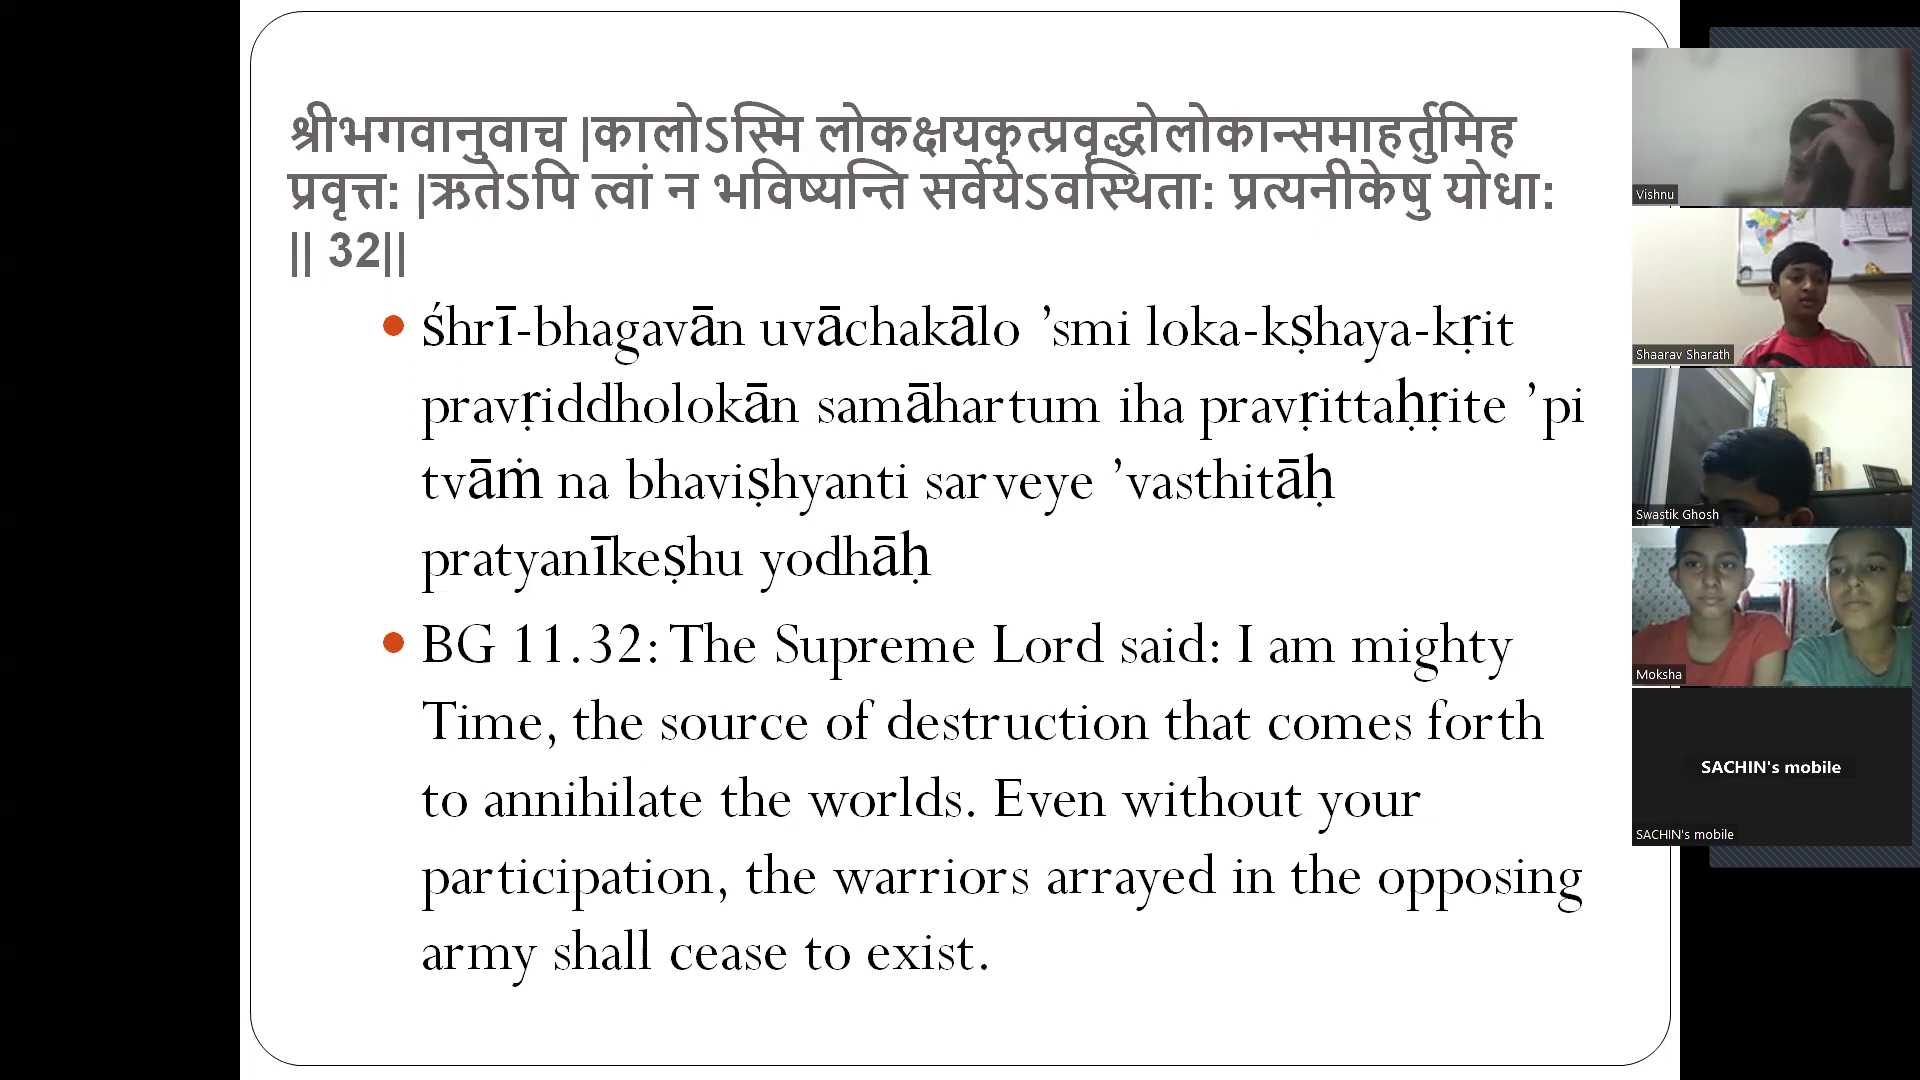 श्रीभगवानुवाच |कालोऽस्मि लोकक्षयकृत्प्रवृद्धोलोकान्समाहर्तुमिह
प्रवृत्त: |ऋतेऽपि त्वां न भविष्यन्ति सर्वेयेऽवस्थिता: प्रत्यनीकेषु योधा:
|| 32||
• śhrī-bhagavān uvāchakālo ’smi loka-kṣhaya-kṛit
pravṛiddholokān samāhartum iha pravṛittaḥṛite ’pi
tvāṁ na bhaviṣhyanti sarveye ’vasthitāḥ
pratyanīkeṣhu yodhāḥ
• BG 11.32: The Supreme Lord said: I am mighty
Time, the source of destruction that comes forth
to annihilate the worlds. Even without your
participation, the warriors arrayed in the opposing
army shall cease to exist.
Vishnu
Shaarav Sharath
Swastik Ghosh
Moksha
SACHIN's mobile
SACHIN's mobile